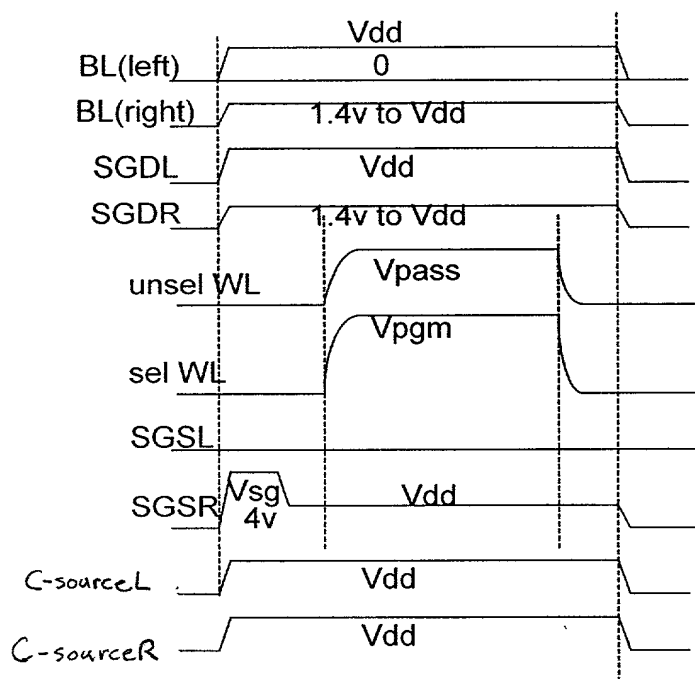 Vdd
BL(left) 0
BL(right) 1.4v to Vdd
SGDL Vdd
SGDR 1.4v to Vdd
unsel WL Vpass
Vpgm
sel WL
SGSL
SGSR Vsg Vdd
4v
C-sourceL Vdd
C-sourceR Vdd